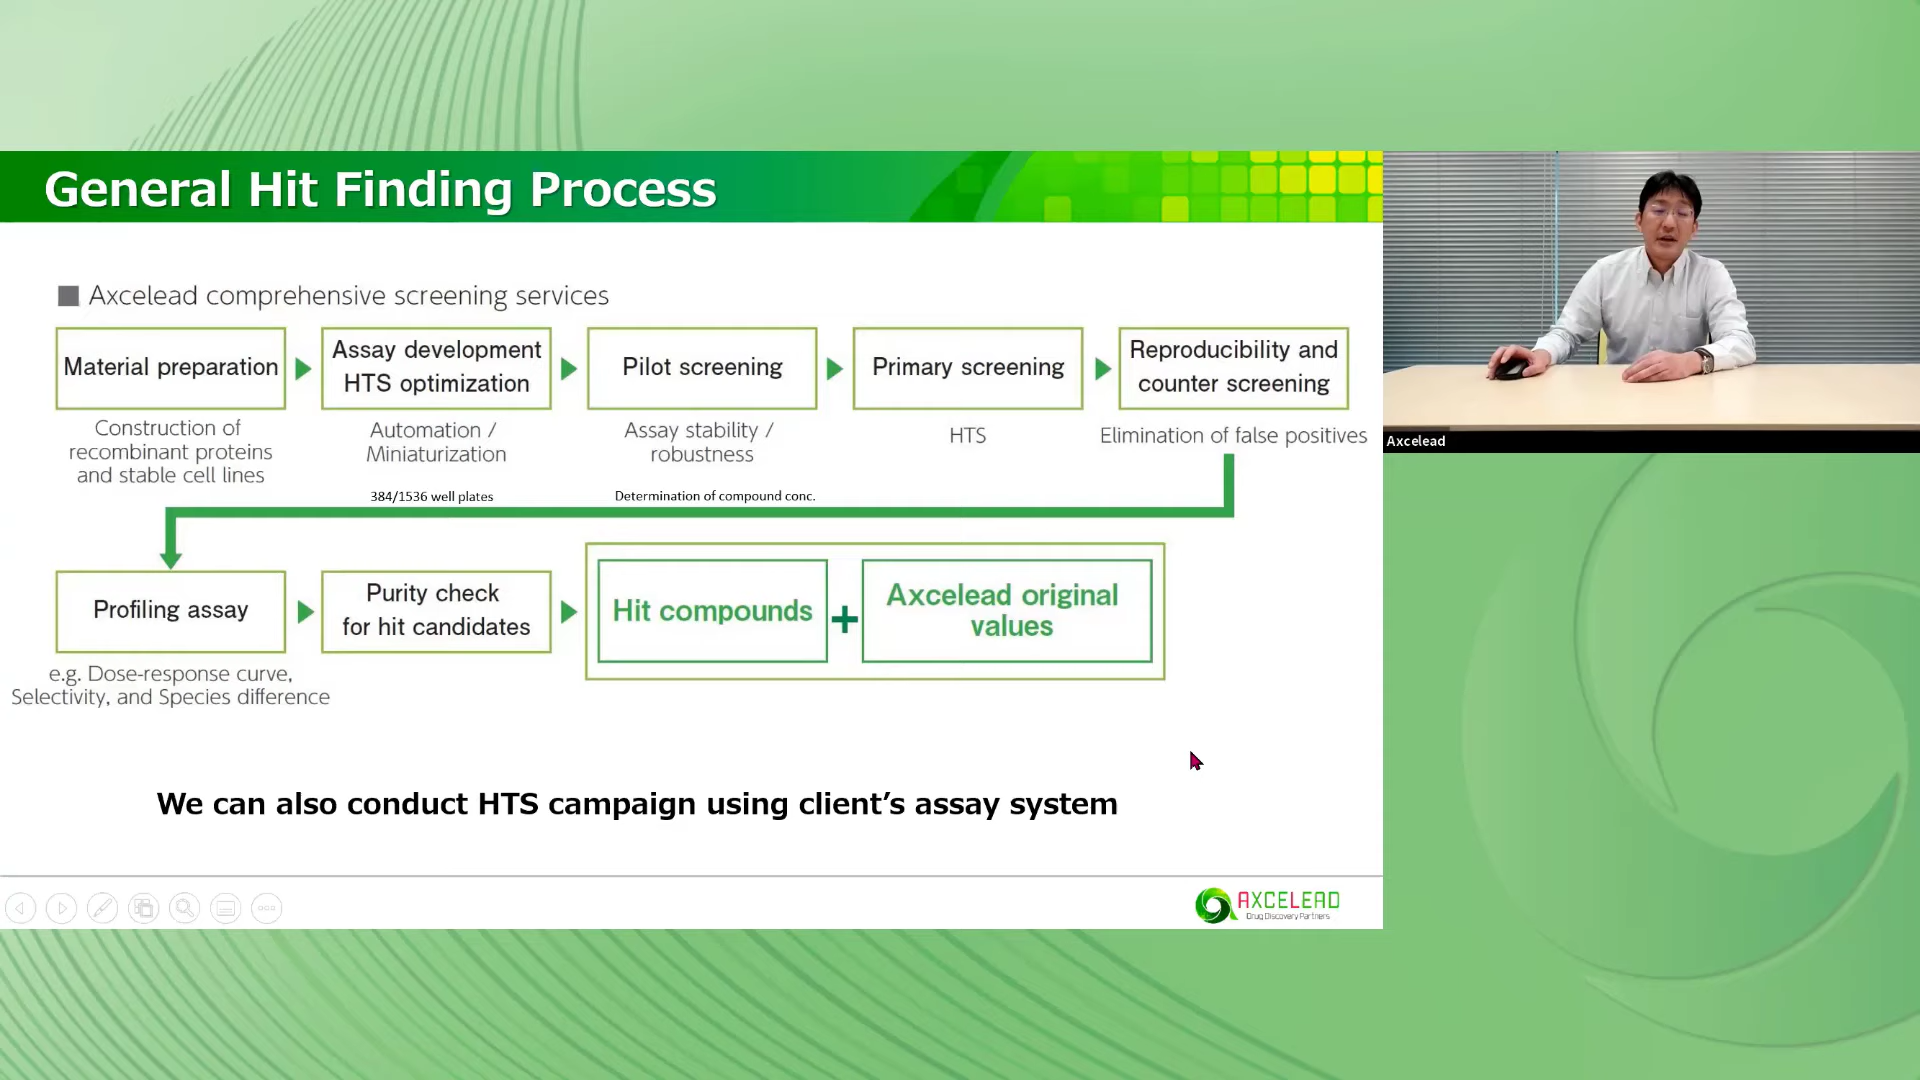 General Hit Finding Process
Axcelead comprehensive screening services
Material preparation
Construction of
recombinant proteins
and stable cell lines
Assay development
HTS optimization
Automation /
Miniaturization
384/1536 well plates
Pilot screening
Assay stability /
robustness
Determination of compound conc.
Primary screening
HTS
Reproducibility and
counter screening
Elimination of false positives
Profiling assay
e.g. Dose-response curve,
Selectivity, and Species difference
Purity check
for hit candidates
Hit compounds
+
Axcelead original
values
We can also conduct HTS campaign using client’s assay system
AXCELEAD
Drug Discovery Partners
Axcelead